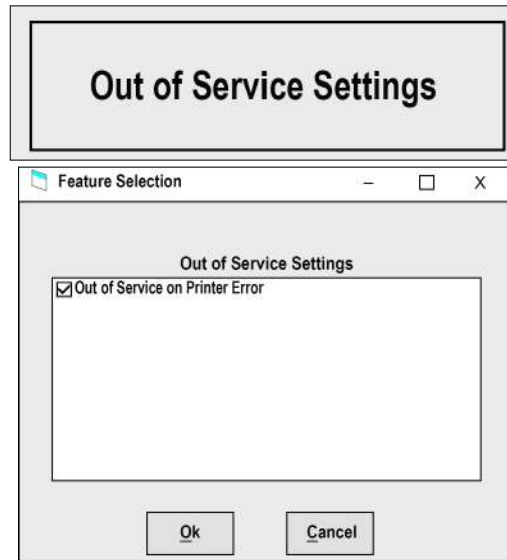 Out of Service Settings
Feature Selection
Out of Service Settings
Out of Service on Printer Error
Ok Cancel